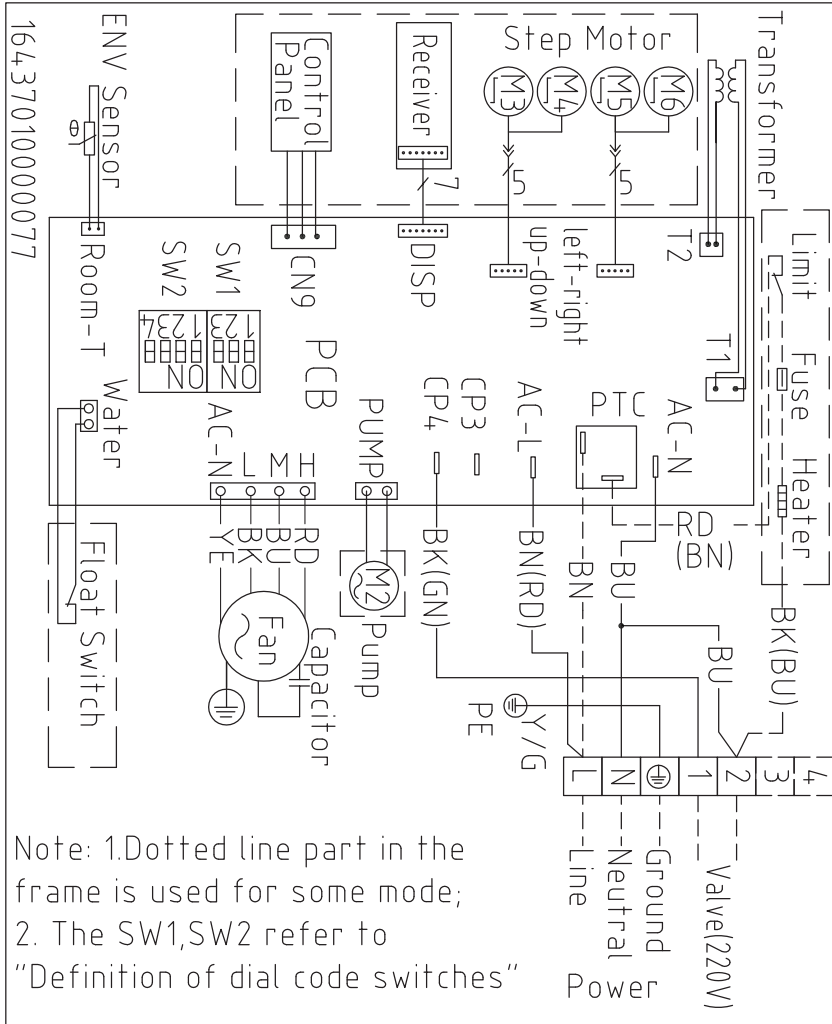 16437010000077
ENV Sensor
θ
Room-T
Control
Panel
CN9
Receiver
7
DISP
Step Motor
M3
M4
M5
M6
5
5
up-down
left-right
Transformer
T2
T1
Limit
Fuse
Heater
SW2
SW1
1234
123
ON
ON
PCB
Water
AC-N
L
M
H
YE
BK
BU
RD
PUMP
CP4
CP3
AC-L
PTC
AC-N
RD
(BN)
BK(GN)
BN(RD)
BN
BU
BU
BK(BU)
Float Switch
Fan
Capacitor
M2
Pump
PE
Y/G
L
N
1
2
3
4
Line
Neutral
Ground
Valve(220V)
Power
Note: 1.Dotted line part in the
frame is used for some mode;
2. The SW1,SW2 refer to
"Definition of dial code switches"